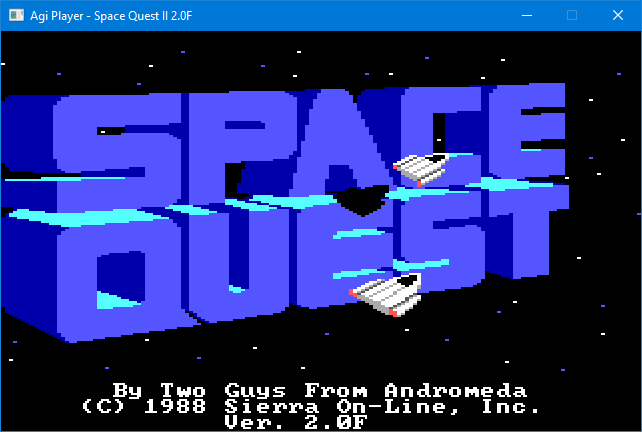 Agi Player - Space Quest II 2.0F
SPACE
QUEST
By Two Guys From Andromeda
(C) 1988 Sierra On-Line, Inc.
Ver. 2.0F